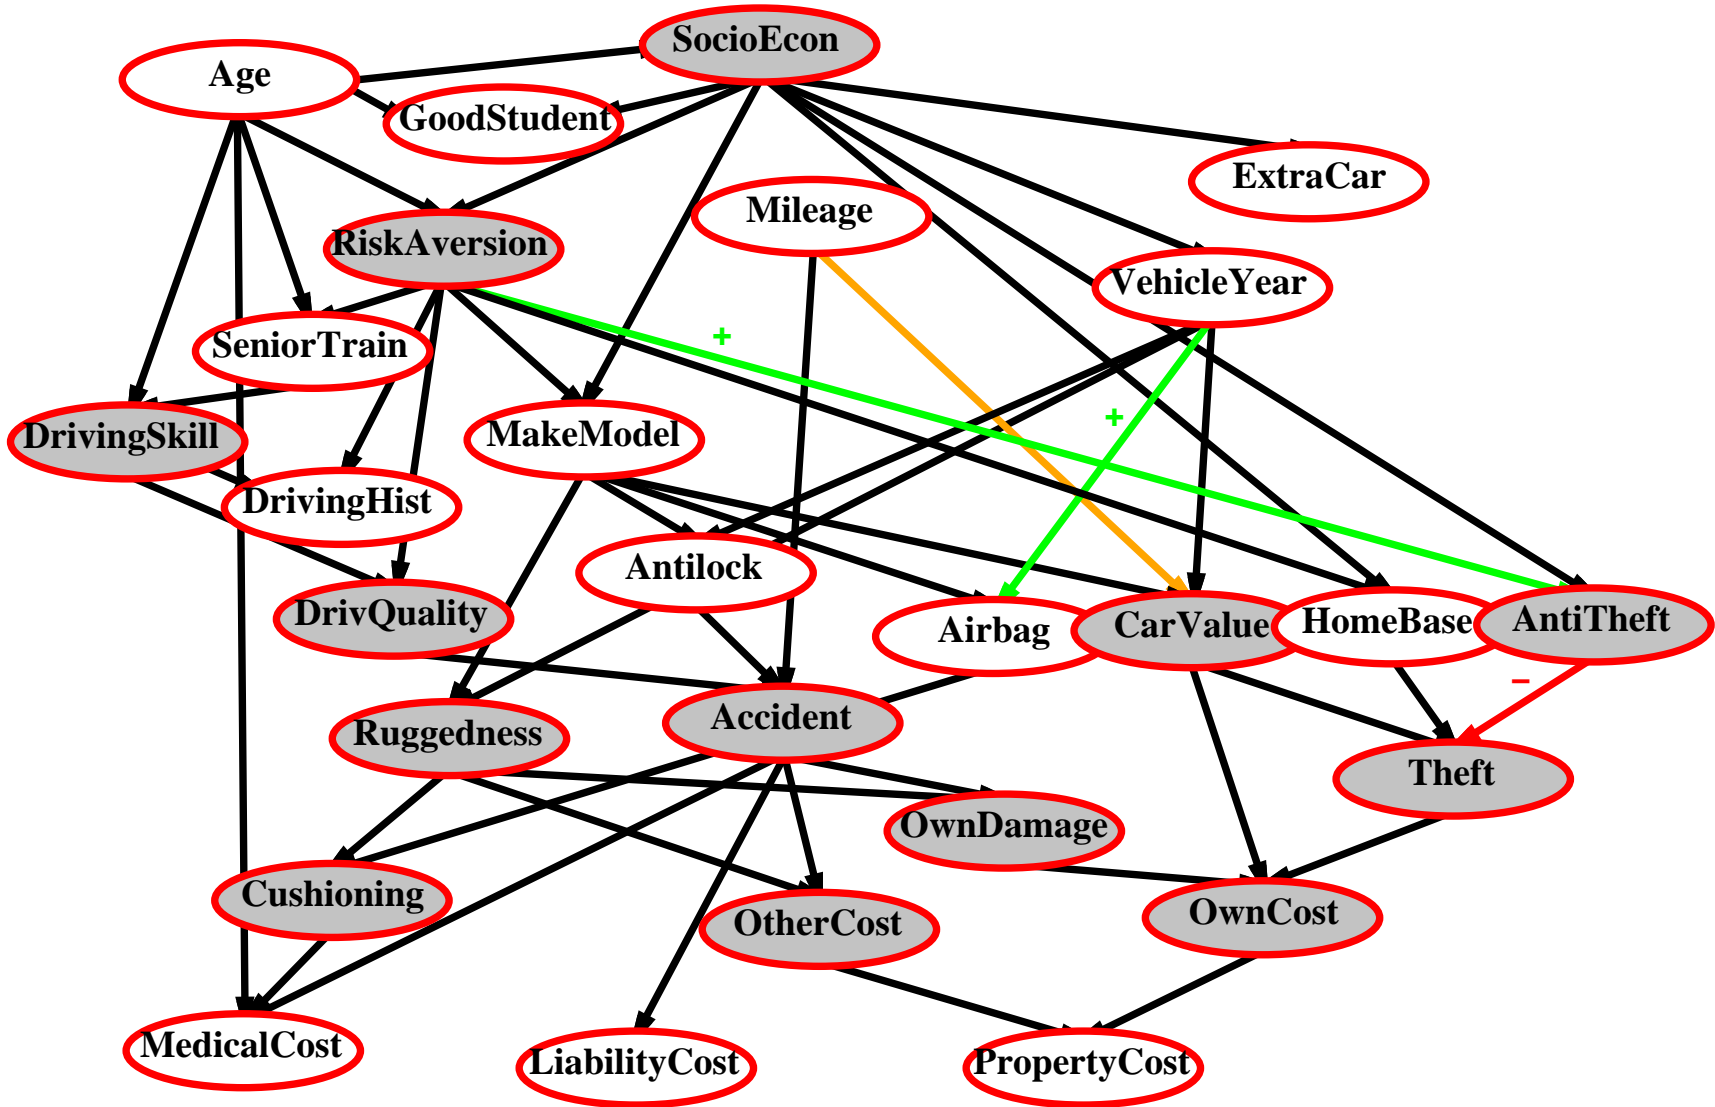 SocioEcon
Age
GoodStudent
ExtraCar
Mileage
RiskAversion
VehicleYear
+
SeniorTrain
+
DrivingSkill
MakeModel
DrivingHist
Antilock
DrivQuality
Airbag
CarValue
HomeBase
AntiTheft
−
Ruggedness
Accident
Theft
OwnDamage
Cushioning
OtherCost
OwnCost
MedicalCost
LiabilityCost
PropertyCost